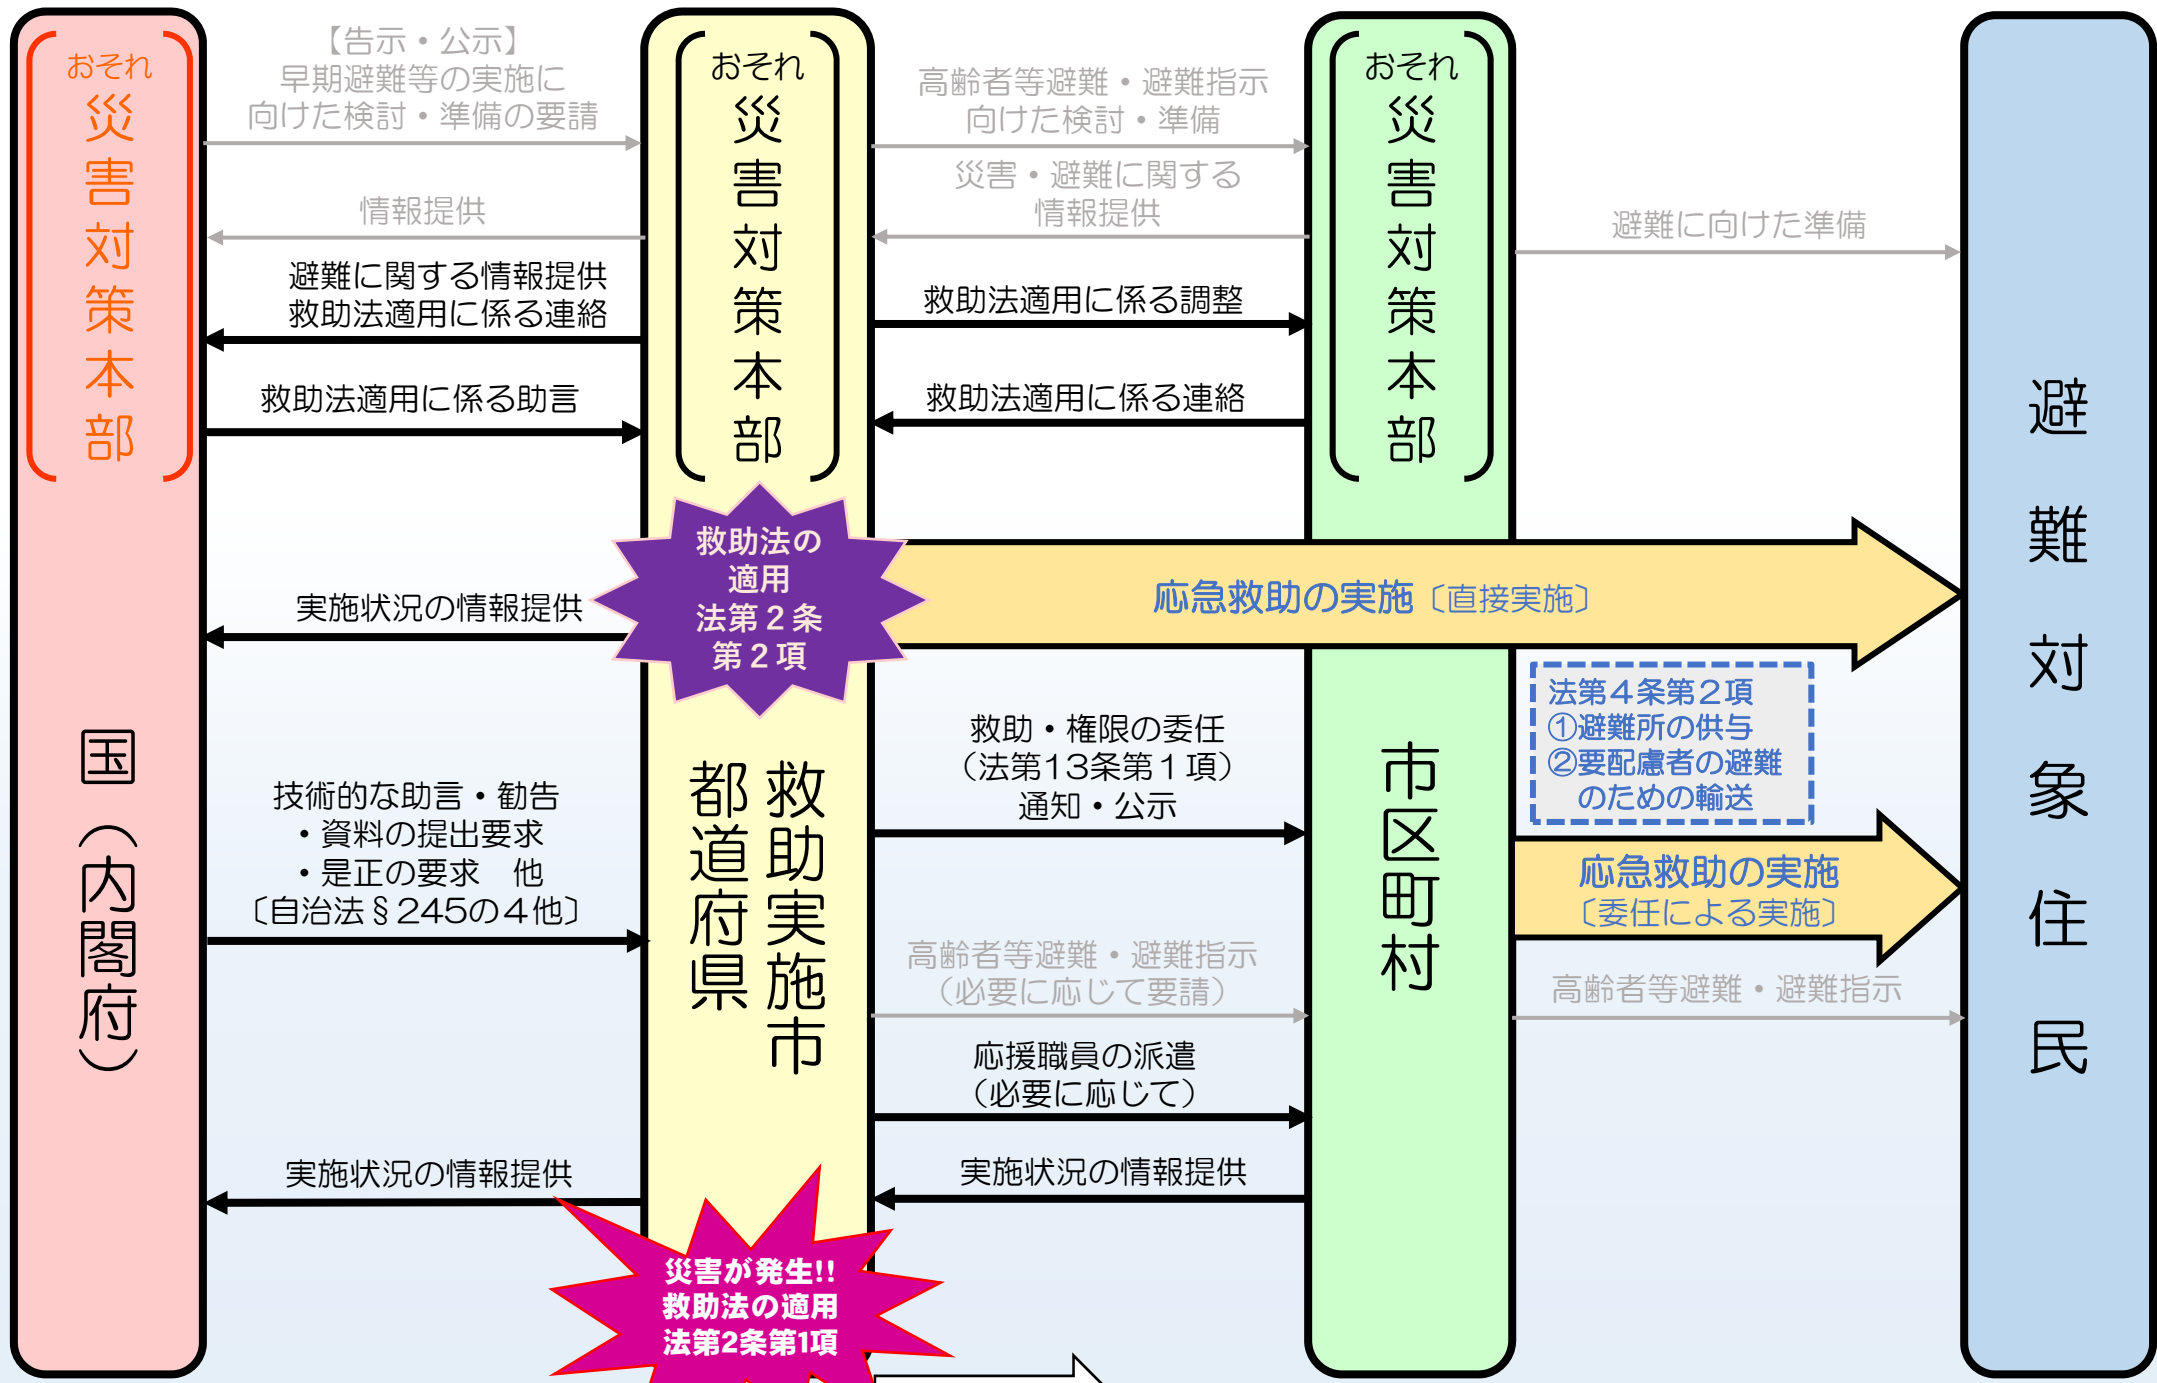 おそれ
災害対策本部
国（内閣府）
【告示・公示】
早期避難等の実施に
向けた検討・準備の要請
情報提供
避難に関する情報提供
救助法適用に係る連絡
救助法適用に係る助言
実施状況の情報提供
技術的な助言・勧告
・資料の提出要求
・是正の要求　他
〔自治法§245の４他〕
実施状況の情報提供
おそれ
災害対策本部
救助法の
適用
法第２条
第２項
救助実施市
都道府県
災害が発生!!
救助法の適用
法第2条第1項
高齢者等避難・避難指示
向けた検討・準備
災害・避難に関する
情報提供
救助法適用に係る調整
救助法適用に係る連絡
応急救助の実施〔直接実施〕
救助・権限の委任
（法第13条第１項）
通知・公示
高齢者等避難・避難指示
（必要に応じて要請）
応援職員の派遣
（必要に応じて）
実施状況の情報提供
おそれ
災害対策本部
市区町村
避難に向けた準備
法第４条第２項
①避難所の供与
②要配慮者の避難
のための輸送
応急救助の実施
〔委任による実施〕
高齢者等避難・避難指示
避難対象住民